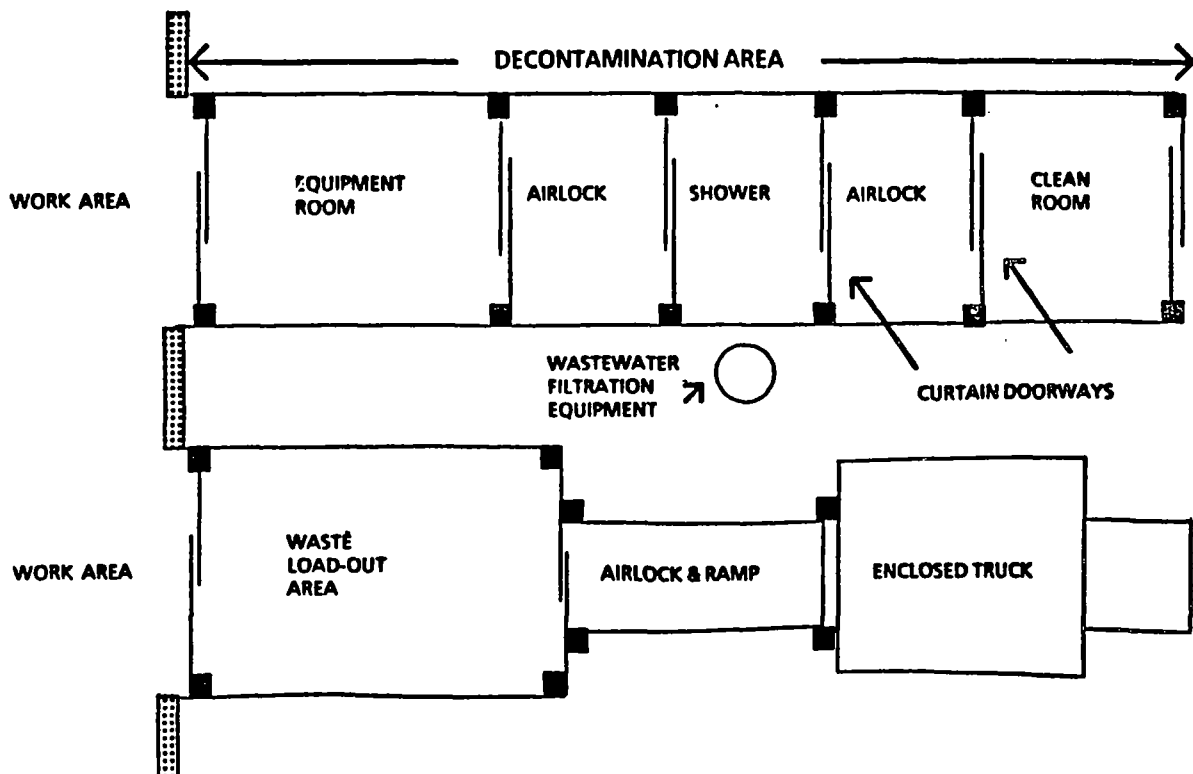 DECONTAMINATION AREA
WORK AREA
EQUIPMENT
ROOM
AIRLOCK
SHOWER
AIRLOCK
CLEAN
ROOM
WASTEWATER
FILTRATION
EQUIPMENT
CURTAIN DOORWAYS
WORK AREA
WASTE
LOAD-OUT
AREA
AIRLOCK & RAMP
ENCLOSED TRUCK